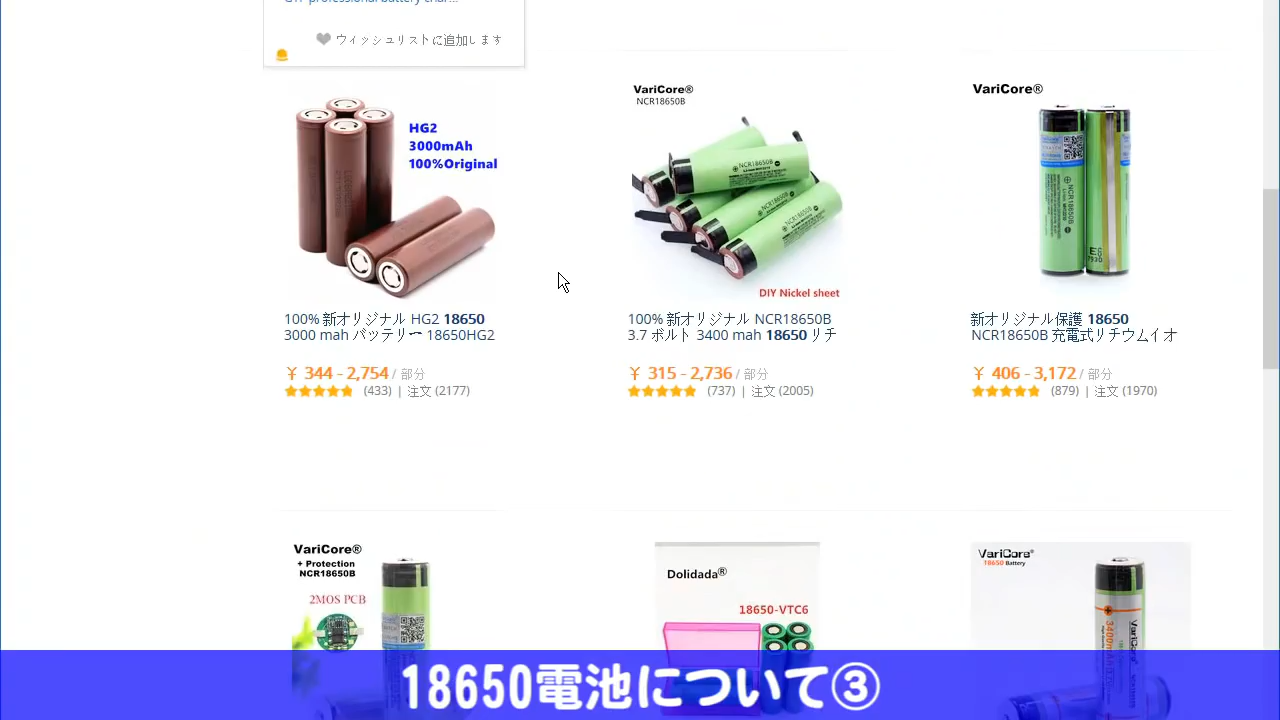 ウィッシュリストに追加します
HG2
3000mAh
100%Original
VariCore®
NCR18650B
NCR18650B
DIY Nickel sheet
VariCore®
NCR18650B
100% 新オリジナル HG2 18650
3000 mah バッテリー 18650HG2
¥ 344 - 2,754 / 部分
(433) | 注文 (2177)
100% 新オリジナル NCR18650B
3.7 ボルト 3400 mah 18650 リチ
¥ 315 - 2,736 / 部分
(737) | 注文 (2005)
新オリジナル保護 18650
NCR18650B 充電式リチウムイオ
¥ 406 - 3,172 / 部分
(879) | 注文 (1970)
VariCore®
+ Protection
NCR18650B
2MOS PCB
Dolidada®
18650-VTC6
VariCore®
18650 Battery
VariCore
3400mAh
18650電池について③